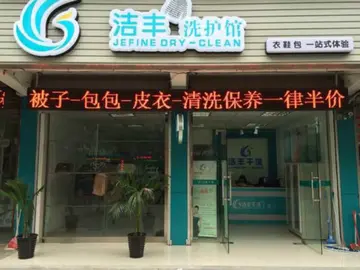 洁丰 洗护馆
JEFINE DRY-CLEAN
衣鞋包 一站式体验
被子-包包-皮衣-清洗保养一律半价
洁丰干洗